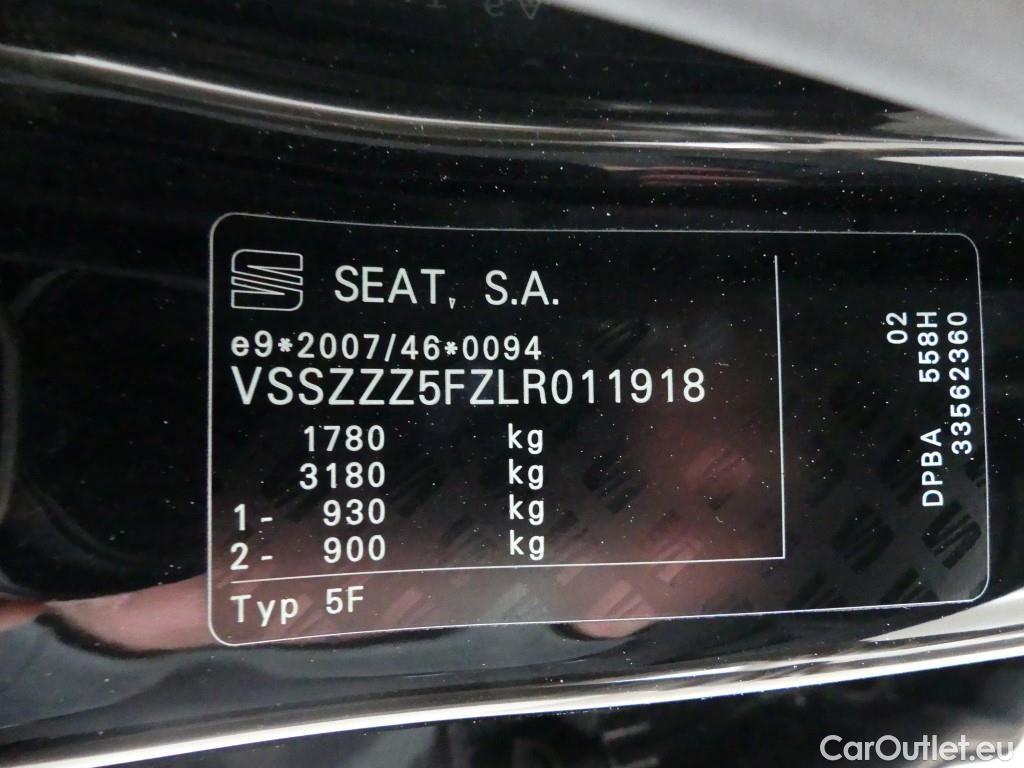 SEAT, S.A.
e9*2007/46*0094
VSSZZZ5FZLR011918
1780 kg
3180 kg
1- 930 kg
2- 900 kg
Typ 5F
02
DPBA 558H
33562360
CarOutlet.eu